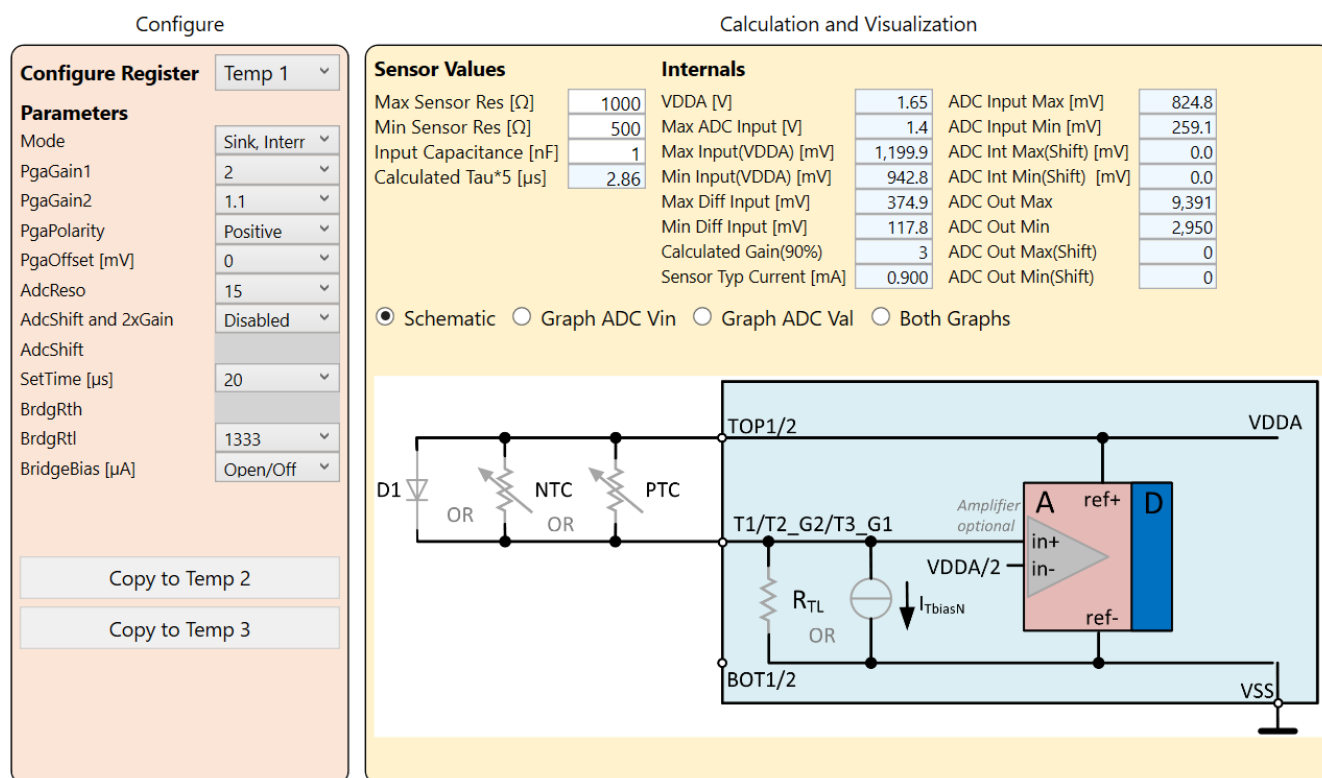 Configure
Configure Register Temp 1
Parameters
Mode Sink, Interr
PgaGain1 2
PgaGain2 1.1
PgaPolarity Positive
PgaOffset [mV] 0
AdcReso 15
AdcShift and 2xGain Disabled
AdcShift
SetTime [µs] 20
BrdgRth
BrdgRtl 1333
BridgeBias [µA] Open/Off
Copy to Temp 2
Copy to Temp 3
Calculation and Visualization
Sensor Values
Max Sensor Res [Ω] 1000
Min Sensor Res [Ω] 500
Input Capacitance [nF] 1
Calculated Tau*5 [µs] 2.86
Internals
VDDA [V] 1.65
Max ADC Input [V] 1.4
Max Input(VDDA) [mV] 1,199.9
Min Input(VDDA) [mV] 942.8
Max Diff Input [mV] 374.9
Min Diff Input [mV] 117.8
Calculated Gain(90%) 3
Sensor Typ Current [mA] 0.900
ADC Input Max [mV] 824.8
ADC Input Min [mV] 259.1
ADC Int Max(Shift) [mV] 0.0
ADC Int Min(Shift) [mV] 0.0
ADC Out Max 9,391
ADC Out Min 2,950
ADC Out Max(Shift) 0
ADC Out Min(Shift) 0
Schematic Graph ADC Vin Graph ADC Val Both Graphs
TOP1/2 VDDA
D1 OR NTC OR PTC
T1/T2_G2/T3_G1
Amplifier
optional
A ref+ D
in+
VDDA/2 in-
ref-
RTL OR ITbiasN
BOT1/2
VSS